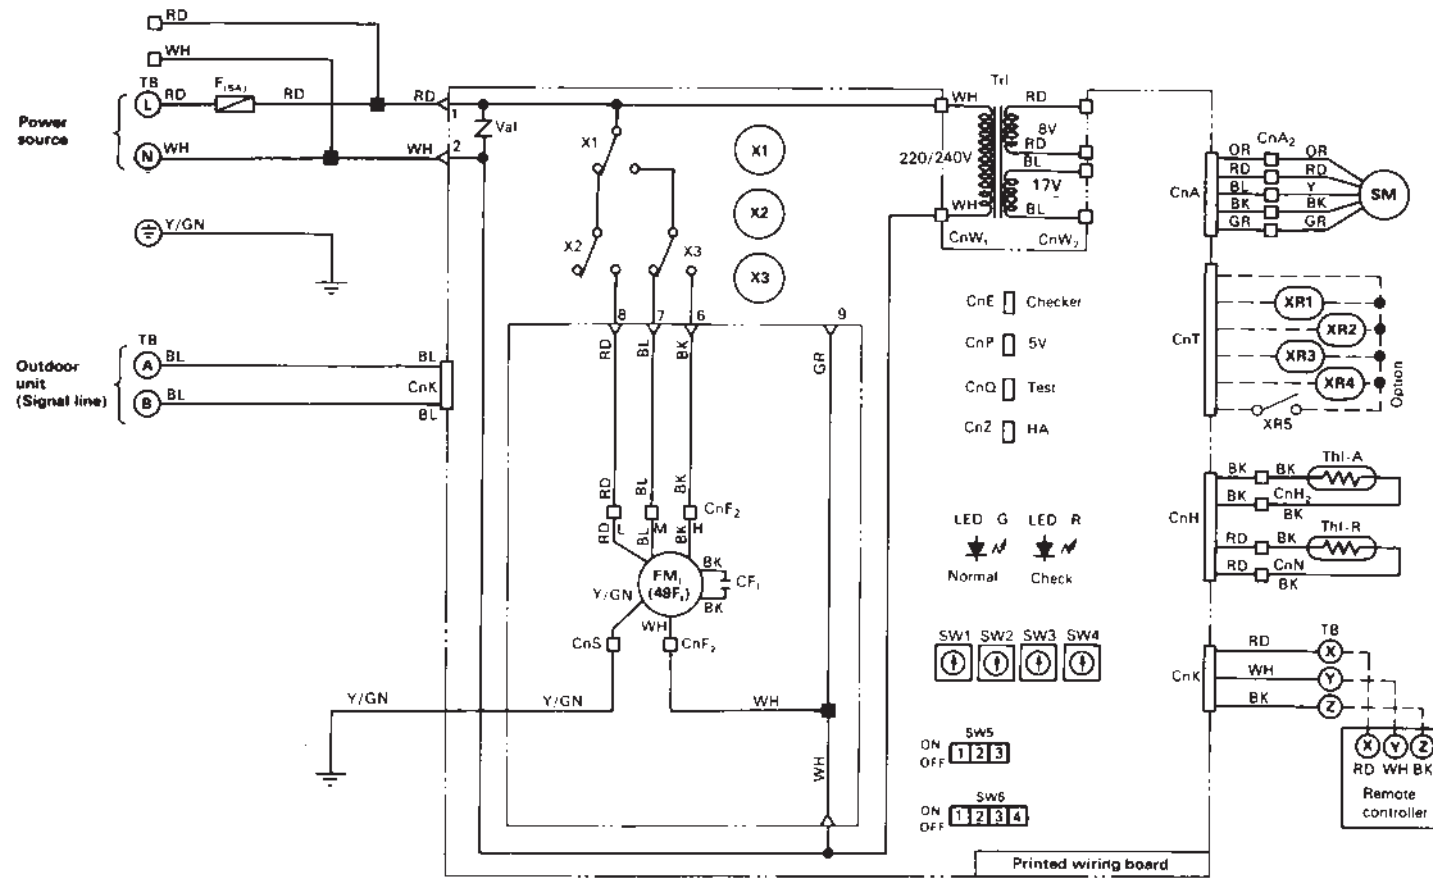 RD
WH
TB
L
RD
F(5A)
RD
RD
1
Power
source
N
WH
WH
2
Val
Y/GN
TB
Outdoor
unit
(Signal line)
A
BL
BL
CnK
B
BL
BL
X1
X2
X3
X1
X2
X3
8
7
6
9
RD
BL
BK
GR
RD
BL
BK
CnF2
L
M
H
RD
BL
BK
FM1
(49F1)
BK
CF1
BK
Y/GN
WH
CnS
CnF2
Y/GN
Y/GN
WH
WH
Trl
WH
RD
8V
RD
220/240V
BL
17V
WH
BL
CnW1
CnW2
CnE
Checker
CnP
5V
CnQ
Test
CnZ
HA
LED G
LED R
Normal
Check
SW1
SW2
SW3
SW4
SW5
ON
OFF
1 2 3
SW6
ON
OFF
1 2 3 4
Printed wiring board
CnA
CnA2
OR
OR
RD
RD
BL
Y
BK
BK
GR
GR
SM
CnT
XR1
XR2
XR3
XR4
XR5
Option
CnH
BK
BK
ThI-A
BK
CnH2
BK
RD
BK
ThI-R
RD
CnN
BK
CnK
TB
RD
X
WH
Y
BK
Z
X Y Z
RD WH BK
Remote
controller